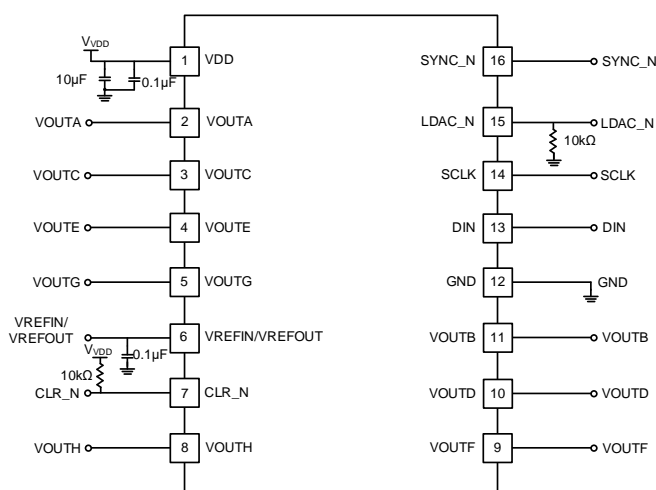 VVDD
10μF
0.1μF
1
VDD
VOUTA
2
VOUTA
VOUTC
3
VOUTC
VOUTE
4
VOUTE
VOUTG
5
VOUTG
VREFIN/
VREFOUT
6
VREFIN/VREFOUT
0.1μF
VVDD
10kΩ
CLR_N
7
CLR_N
VOUTH
8
VOUTH
SYNC_N
16
SYNC_N
LDAC_N
15
LDAC_N
10kΩ
SCLK
14
SCLK
DIN
13
DIN
GND
12
GND
VOUTB
11
VOUTB
VOUTD
10
VOUTD
VOUTF
9
VOUTF